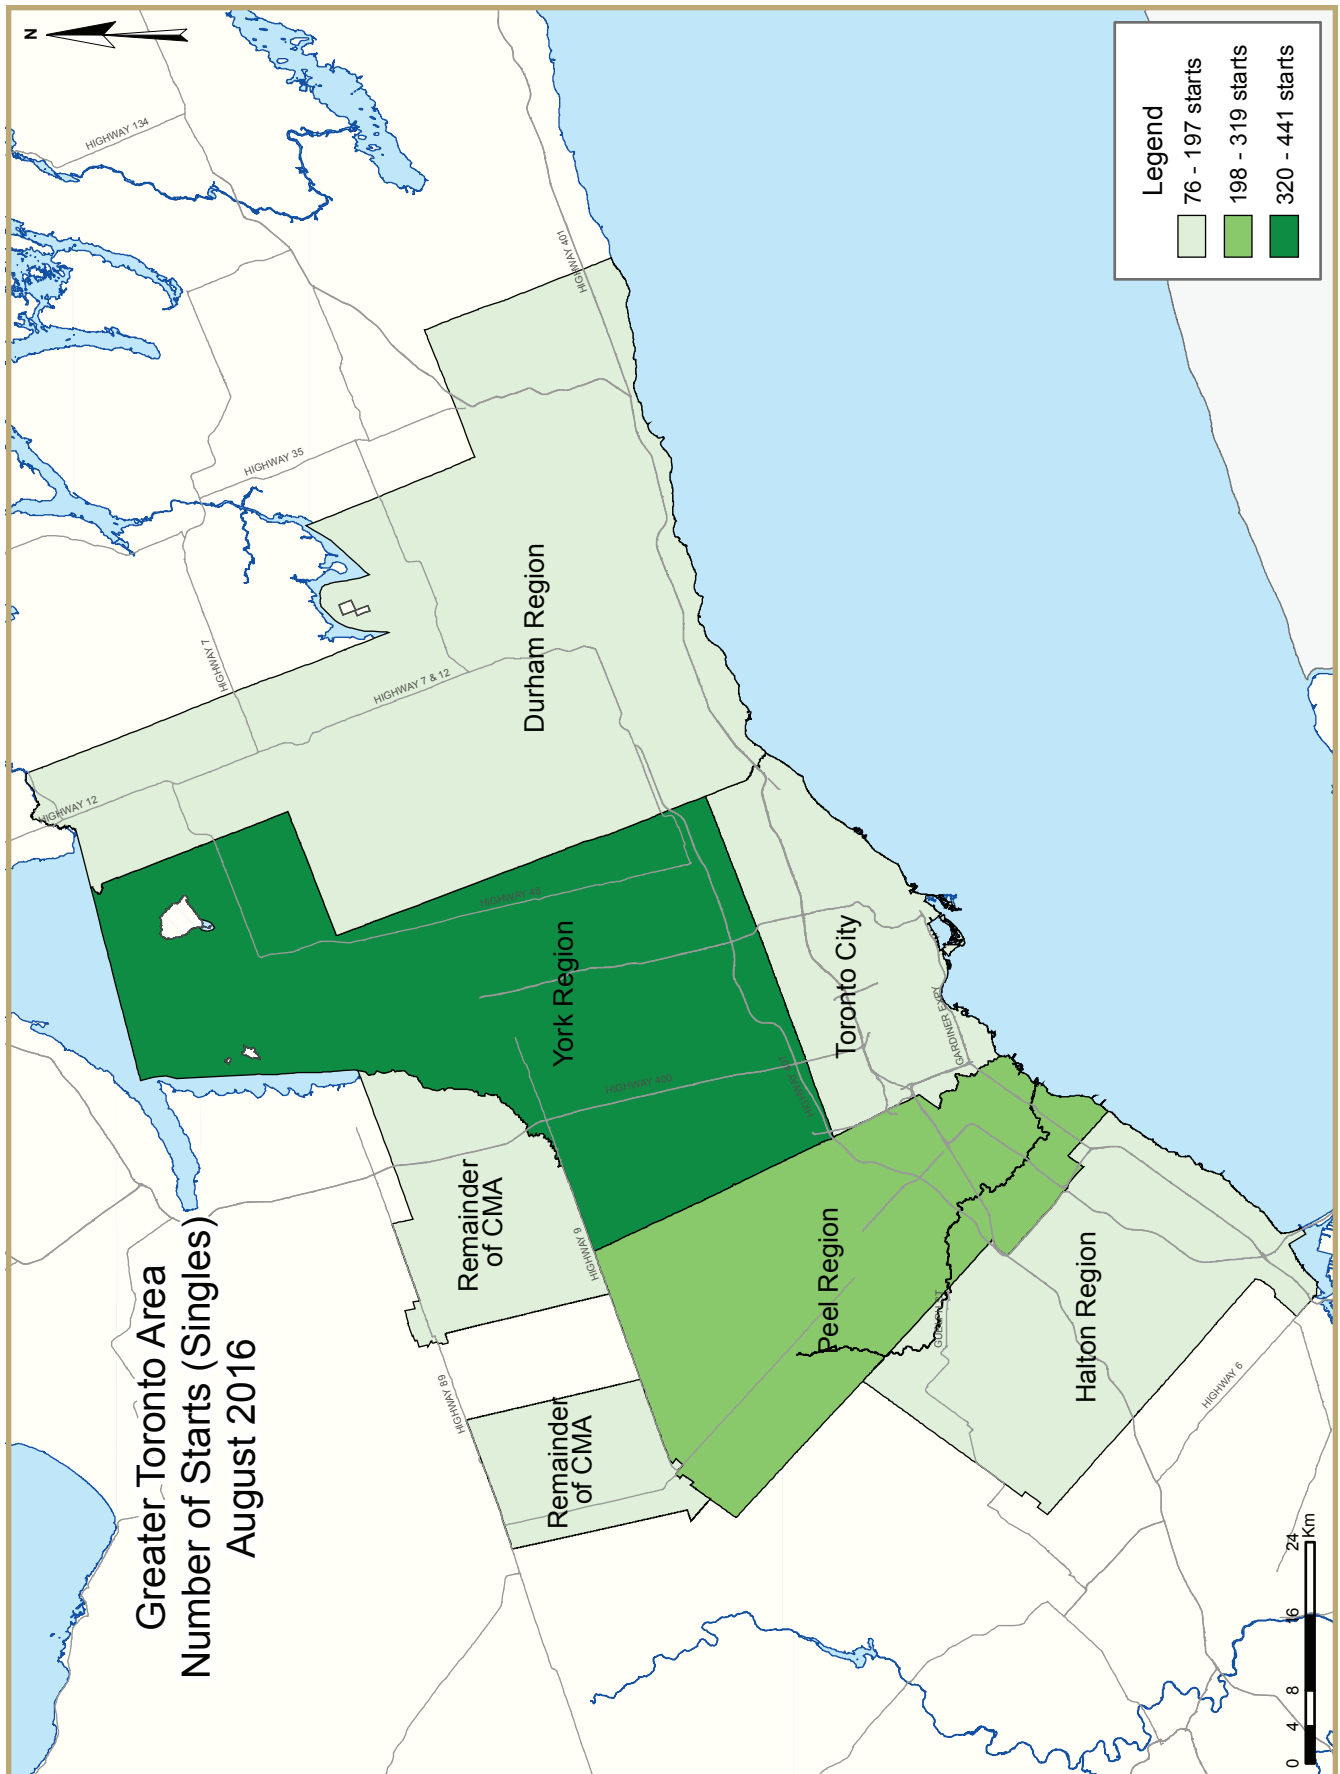 Greater Toronto Area
Number of Starts (Singles)
August 2016
N
HIGHWAY 134
HIGHWAY 401
HIGHWAY 35
HIGHWAY 7
HIGHWAY 7 & 12
HIGHWAY 12
Durham Region
HIGHWAY 48
York Region
Toronto City
GARDINER EXPY
HIGHWAY 400
Remainder
of CMA
HIGHWAY 9
Peel Region
Halton Region
HIGHWAY 89
Remainder
of CMA
HIGHWAY 6
Legend
76 - 197 starts
198 - 319 starts
320 - 441 starts
0 4 8 16 24
Km